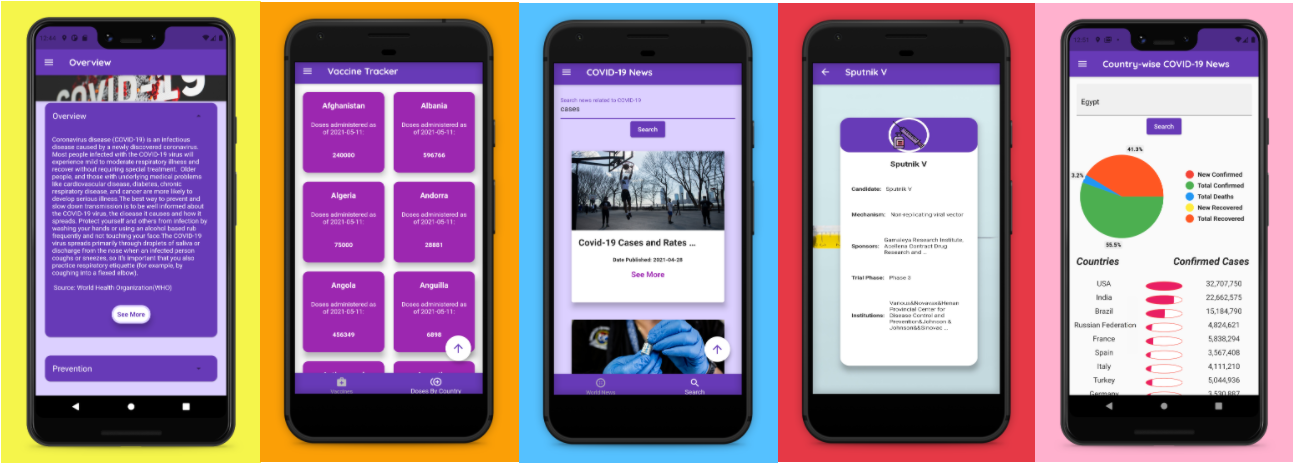 12:44
Overview
COVID-19
Overview
Coronavirus disease (COVID-19) is an infectious
disease caused by a newly discovered coronavirus.
Most people infected with the COVID-19 virus will
experience mild to moderate respiratory illness and
recover without requiring special treatment. Older
people, and those with underlying medical problems
like cardiovascular disease, diabetes, chronic
respiratory disease, and cancer are more likely to
develop serious illness. The best way to prevent and
slow down transmission is to be well informed about
the COVID-19 virus, the disease it causes and how it
spreads. Protect yourself and others from infection by
washing your hands or using an alcohol based rub
frequently and not touching your face. The COVID-19
virus spreads primarily through droplets of saliva or
discharge from the nose when an infected person
coughs or sneezes, so it's important that you also
practice respiratory etiquette (for example, by
coughing into a flexed albow).
Source: World Health Organization(WHO)
See More
Prevention
Vaccine Tracker
Afghanistan
Doses administered as
of 2021-05-11:
240000
Albania
Doses administered as
of 2021-05-11:
596766
Algeria
Doses administered as
of 2021-05-11:
75000
Andorra
Doses administered as
of 2021-05-11:
28881
Angola
Doses administered as
of 2021-05-11:
456349
Anguilla
Doses administered as
of 2021-05-11:
6898
Vaccines
Doses By Country
COVID-19 News
Search news related to COVID-19
cases
Search
Covid-19 Cases and Rates ...
Date Published: 2021-04-28
See More
World News
Search
Sputnik V
Sputnik V
Candidate: Sputnik V
Mechanism: Non-replicating viral vector
Sponsors: Gamaleya Research Institute,
Acellena Contract Drug
Research and ...
Trial Phase: Phase 3
Institutions: Various&Novavax&Henan
Provincial Center for
Disease Control and
Prevention&Johnson &
Johnson&&Sinovac ...
12:57
Country-wise COVID-19 News
Egypt
Search
41.3%
3.2%
55.5%
New Confirmed
Total Confirmed
Total Deaths
New Recovered
Total Recovered
Countries Confirmed Cases
USA 32,707,750
India 22,662,575
Brazil 15,184,790
Russian Federation 4,824,621
France 5,838,294
Spain 3,567,408
Italy 4,111,210
Turkey 5,044,936
Germany 3,530,887